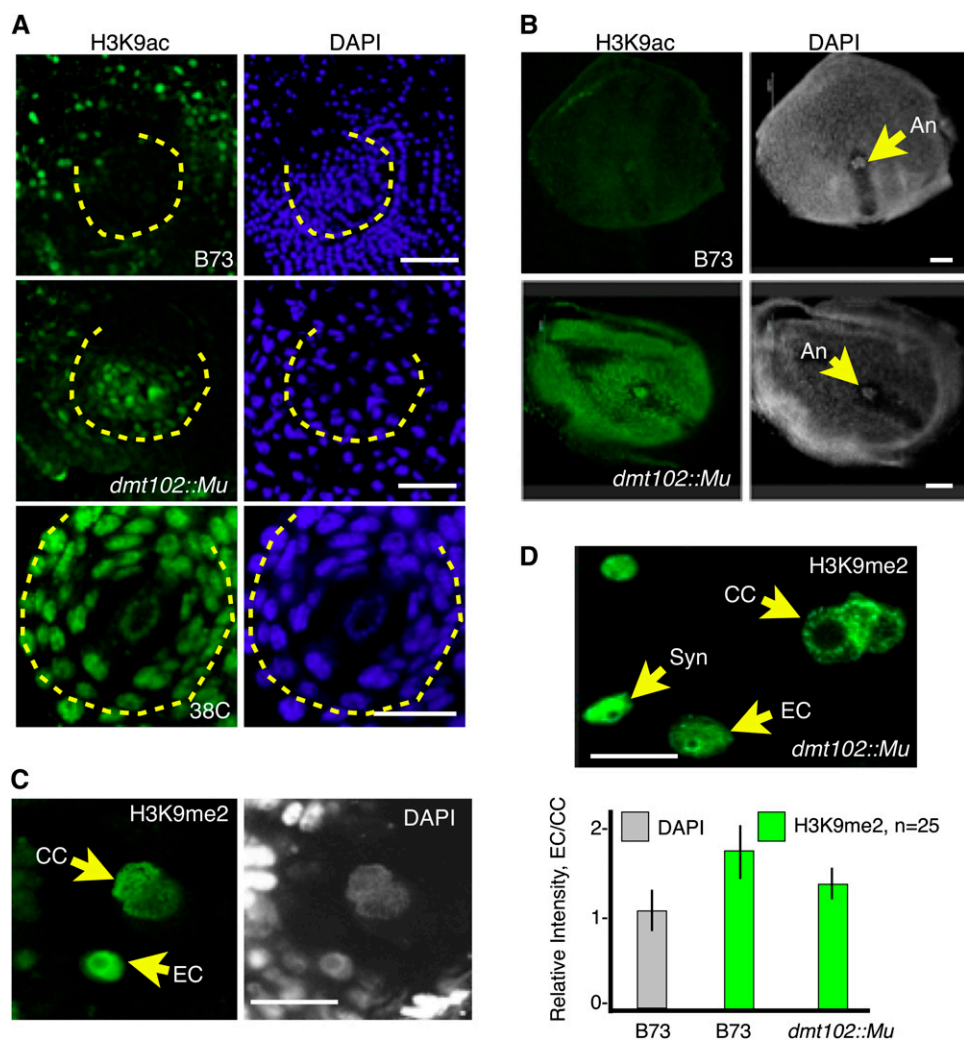 A
H3K9ac DAPI
B73
dmt102::Mu
38C
B
H3K9ac DAPI
An
B73
An
dmt102::Mu
C
H3K9me2 DAPI
CC
EC
D
H3K9me2
CC
Syn
EC
dmt102::Mu
Relative Intensity, EC/CC
2-
1-
0-
DAPI H3K9me2, n=25
B73 B73 dmt102::Mu